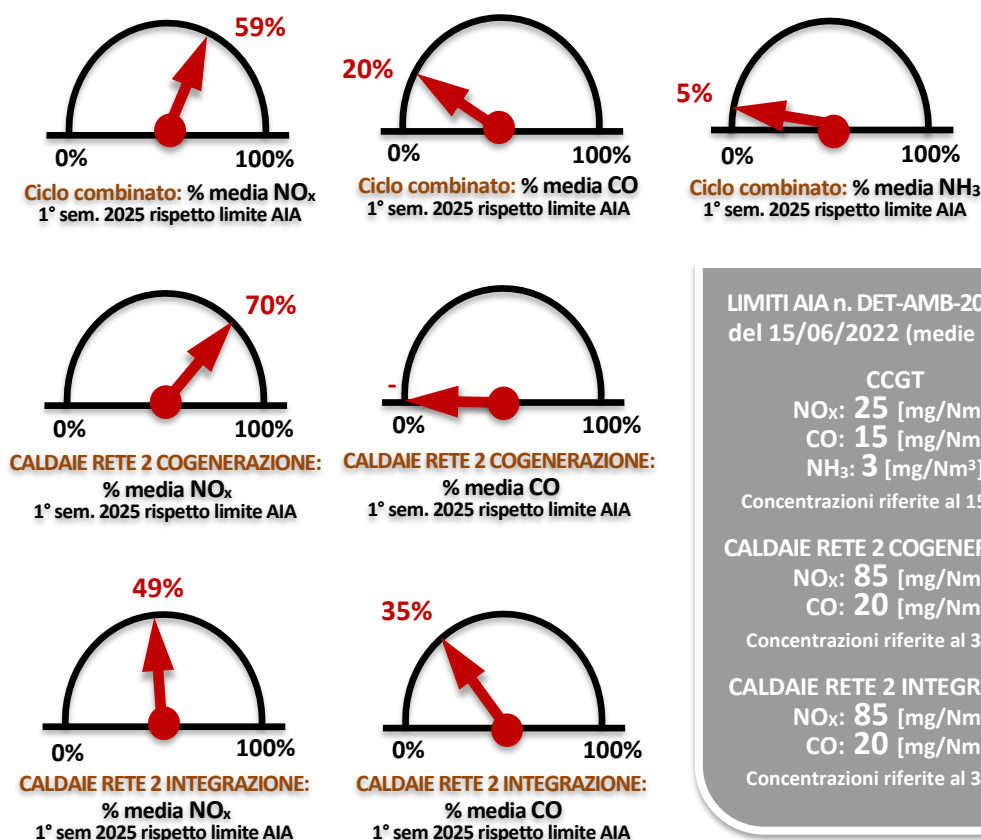 59%
0% 100%
Ciclo combinato: % media NOx
1° sem. 2025 rispetto limite AIA
20%
0% 100%
Ciclo combinato: % media CO
1° sem. 2025 rispetto limite AIA
5%
0% 100%
Ciclo combinato: % media NH3
1° sem. 2025 rispetto limite AIA
70%
0% 100%
CALDAIE RETE 2 COGENERAZIONE:
% media NOx
1° sem. 2025 rispetto limite AIA
-
0% 100%
CALDAIE RETE 2 COGENERAZIONE:
% media CO
1° sem. 2025 rispetto limite AIA
49%
0% 100%
CALDAIE RETE 2 INTEGRAZIONE:
% media NOx
1° sem 2025 rispetto limite AIA
35%
0% 100%
CALDAIE RETE 2 INTEGRAZIONE:
% media CO
1° sem 2025 rispetto limite AIA
LIMITI AIA n. DET-AMB-20
del 15/06/2022 (medie
CCGT
NOx: 25 [mg/Nm
CO: 15 [mg/Nm
NH3: 3 [mg/Nm³]
Concentrazioni riferite al 15
CALDAIE RETE 2 COGENER
NOx: 85 [mg/Nm
CO: 20 [mg/Nm
Concentrazioni riferite al 3
CALDAIE RETE 2 INTEGR
NOx: 85 [mg/Nm
CO: 20 [mg/Nm
Concentrazioni riferite al 3